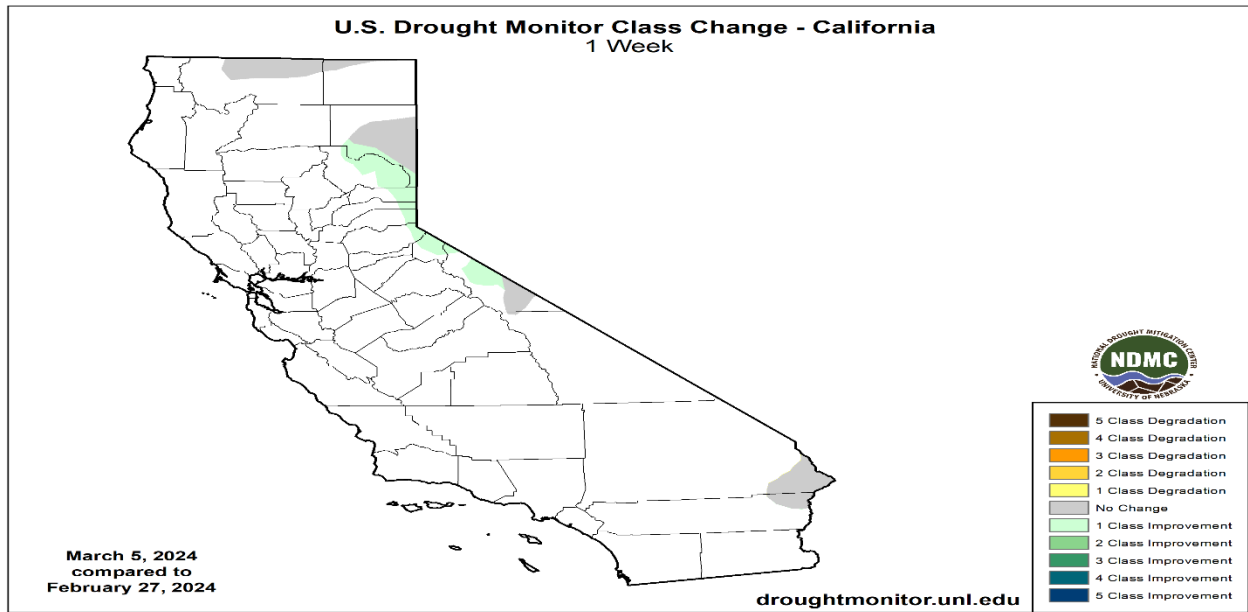 U.S. Drought Monitor Class Change - California
1 Week
NATIONAL DROUGHT MITIGATION CENTER
NDMC
UNIVERSITY OF NEBRASKA
5 Class Degradation
4 Class Degradation
3 Class Degradation
2 Class Degradation
1 Class Degradation
No Change
1 Class Improvement
2 Class Improvement
3 Class Improvement
4 Class Improvement
5 Class Improvement
March 5, 2024
compared to
February 27, 2024
droughtmonitor.unl.edu